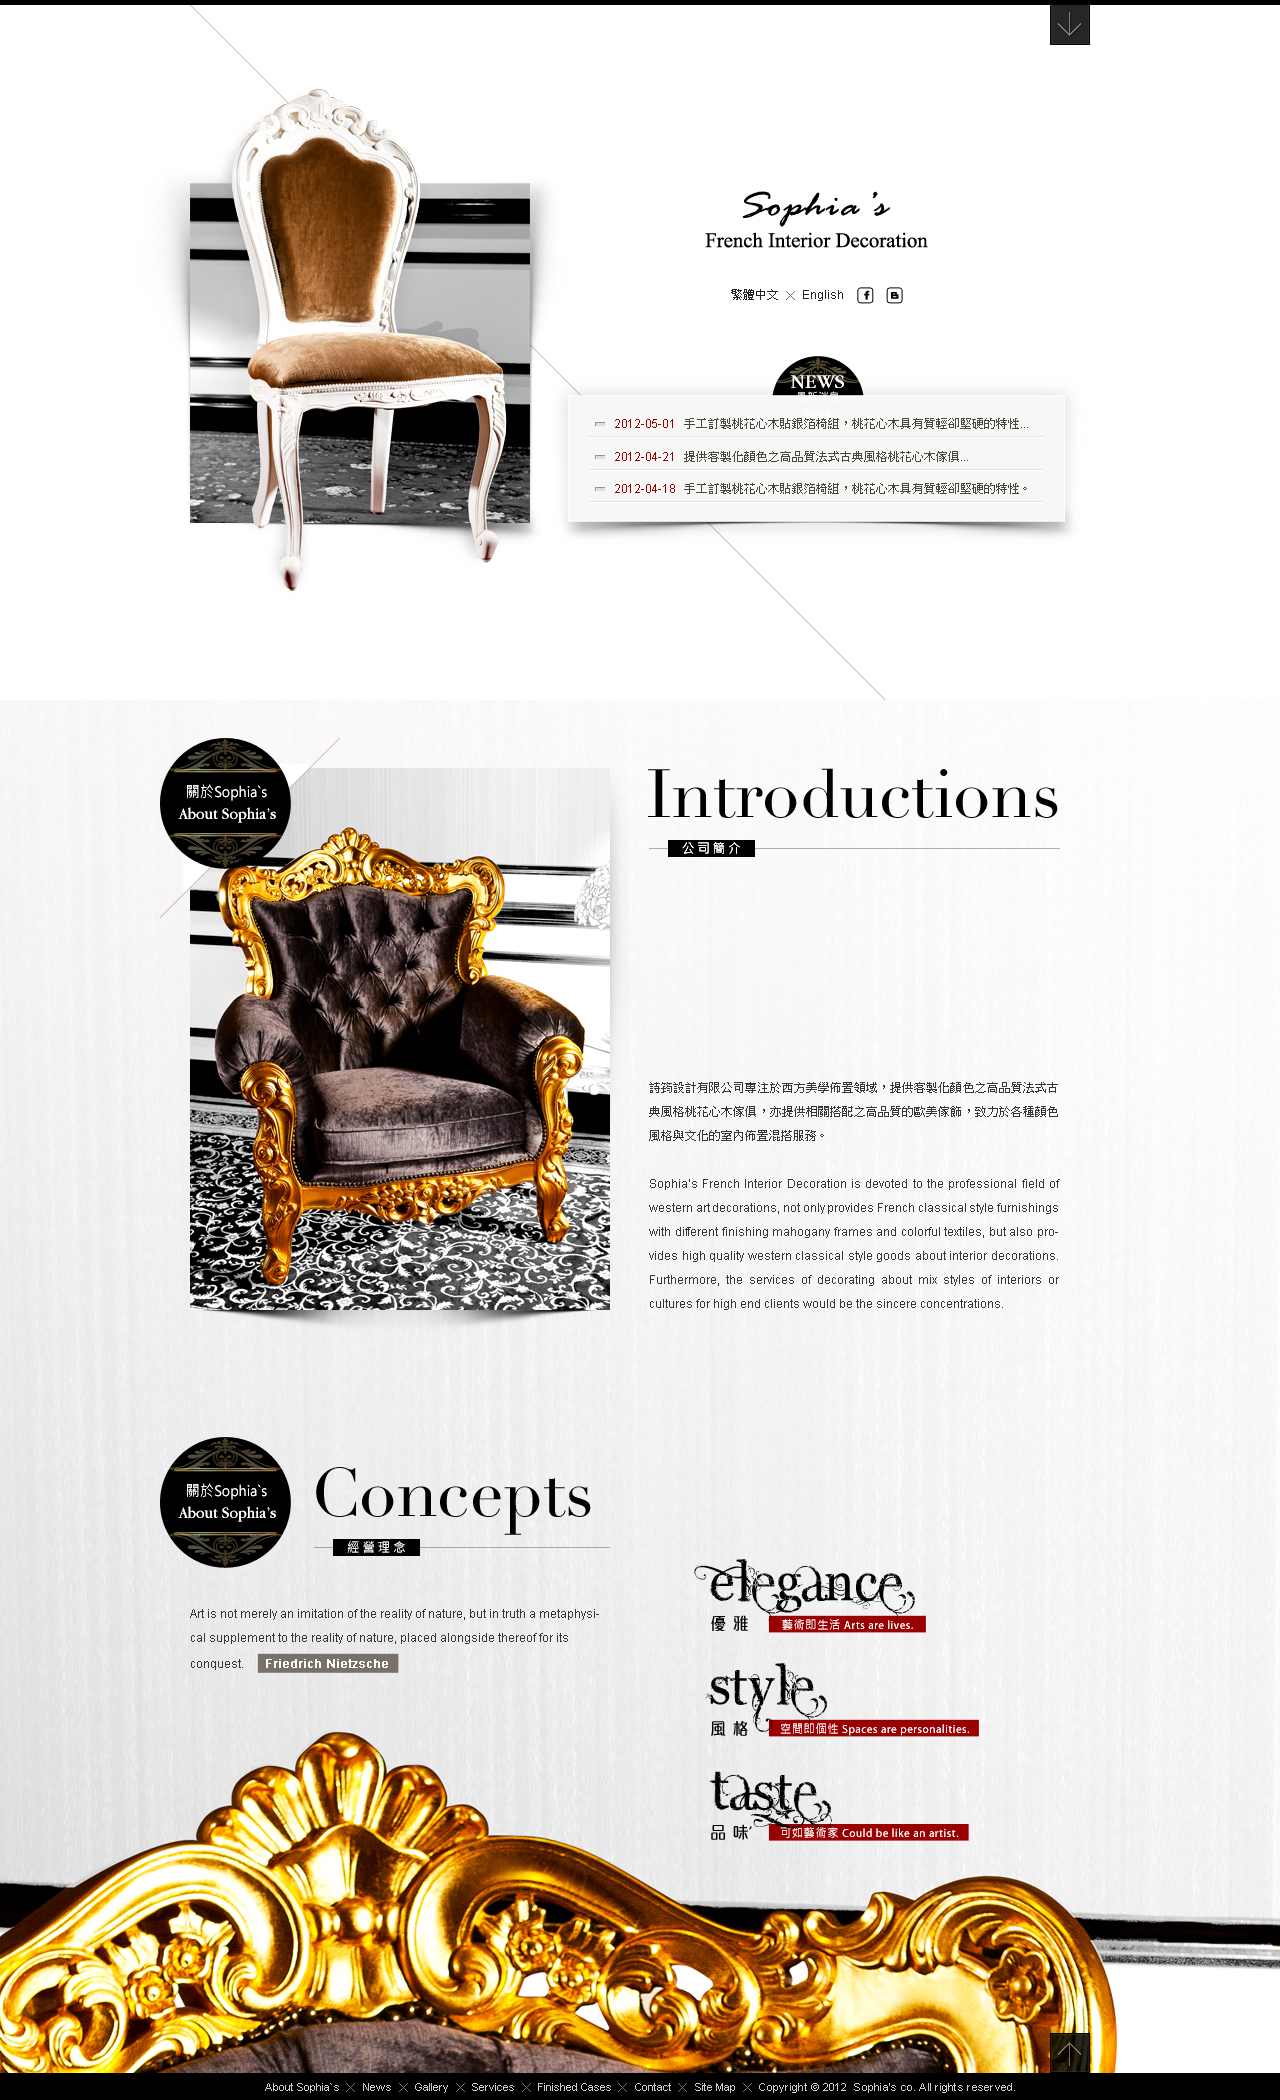 Sophia's
French Interior Decoration
繁體中文 × English
NEWS
2012-05-01 手工訂製桃花心木貼銀箔椅組，桃花心木具有質輕卻堅硬的特性...
2012-04-21 提供客製化顏色之高品質法式古典風格桃花心木傢俱...
2012-04-18 手工訂製桃花心木貼銀箔椅組，桃花心木具有質輕卻堅硬的特性。
關於Sophia`s
About Sophia's
Introductions
公司簡介
詩筠設計有限公司專注於西方美學佈置領域，提供客製化顏色之高品質法式古
典風格桃花心木傢俱，亦提供相關搭配之高品質的歐美傢飾，致力於各種顏色
風格與文化的室內佈置混搭服務。
Sophia's French Interior Decoration is devoted to the professional field of
western art decorations, not only provides French classical style furnishings
with different finishing mahogany frames and colorful textiles, but also pro-
vides high quality western classical style goods about interior decorations.
Furthermore, the services of decorating about mix styles of interiors or
cultures for high end clients would be the sincere concentrations.
關於Sophia`s
About Sophia's
Concepts
經營理念
Art is not merely an imitation of the reality of nature, but in truth a metaphysi-
cal supplement to the reality of nature, placed alongside thereof for its
conquest. Friedrich Nietzsche
elegance
優雅 藝術即生活 Arts are lives.
style
風格 空間即個性 Spaces are personalities.
taste
品味 可如藝術家 Could be like an artist.
About Sophia`s × News × Gallery × Services × Finished Cases × Contact × Site Map × Copyright © 2012 Sophia's co. All rights reserved.